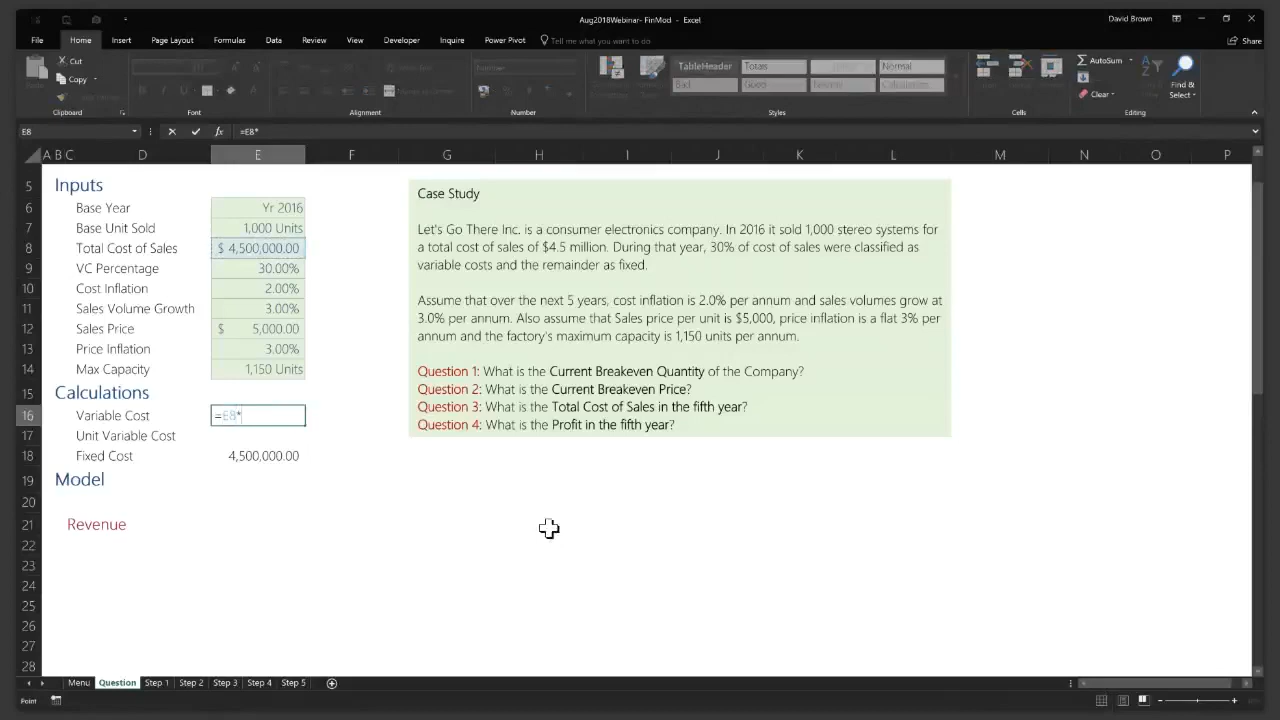 Aug2018Webinar- FinMod - Excel
David Brown
File Home Insert Page Layout Formulas Data Review View Developer Inquire Power Pivot Tell me what you want to do Share
Cut
Copy
Clipboard Font Alignment Number Styles Cells Editing
TableHeader Totals Normal
Bad Good Neutral Calculation
AutoSum
Clear
Find &
Select
E8 fx =E8*
A B C D E F G H I J K L M N O P
5 Inputs
6 Base Year Yr 2016
7 Base Unit Sold 1,000 Units
8 Total Cost of Sales $ 4,500,000.00
9 VC Percentage 30.00%
10 Cost Inflation 2.00%
11 Sales Volume Growth 3.00%
12 Sales Price $ 5,000.00
13 Price Inflation 3.00%
14 Max Capacity 1,150 Units
15 Calculations
16 Variable Cost =E8*
17 Unit Variable Cost
18 Fixed Cost 4,500,000.00
19 Model
20
21 Revenue
22
23
24
25
26
27
28
Case Study
Let's Go There Inc. is a consumer electronics company. In 2016 it sold 1,000 stereo systems for
a total cost of sales of $4.5 million. During that year, 30% of cost of sales were classified as
variable costs and the remainder as fixed.
Assume that over the next 5 years, cost inflation is 2.0% per annum and sales volumes grow at
3.0% per annum. Also assume that Sales price per unit is $5,000, price inflation is a flat 3% per
annum and the factory's maximum capacity is 1,150 units per annum.
Question 1: What is the Current Breakeven Quantity of the Company?
Question 2: What is the Current Breakeven Price?
Question 3: What is the Total Cost of Sales in the fifth year?
Question 4: What is the Profit in the fifth year?
Menu Question Step 1 Step 2 Step 3 Step 4 Step 5
Point